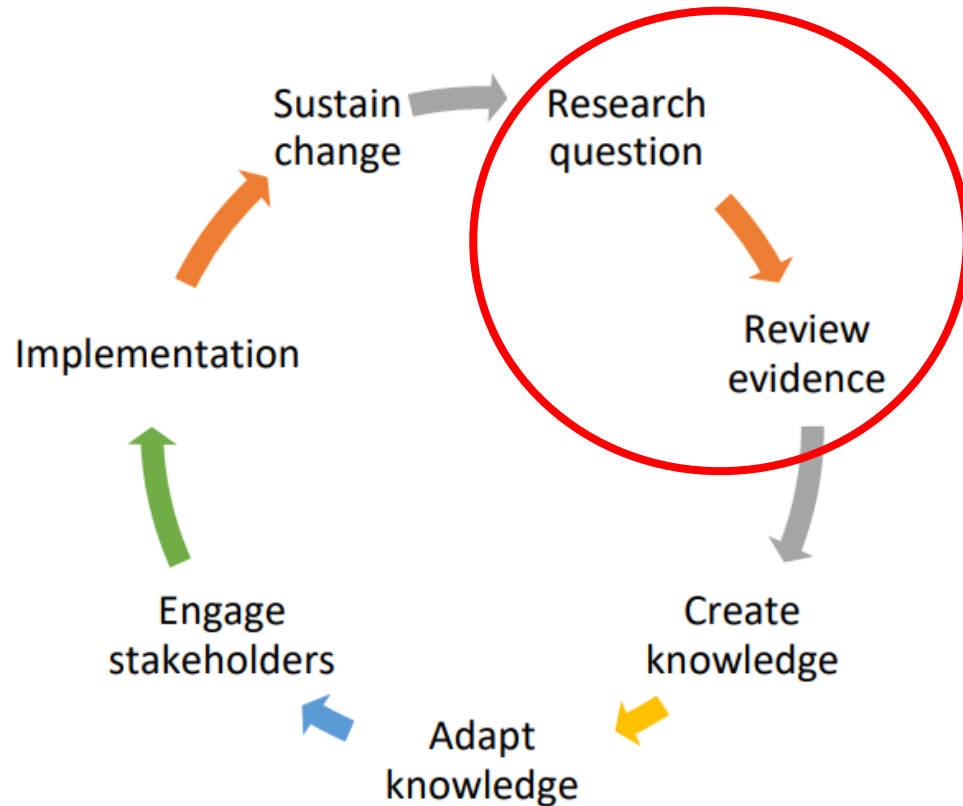 Research
question
Review
evidence
Create
knowledge
Adapt
knowledge
Engage
stakeholders
Implementation
Sustain
change